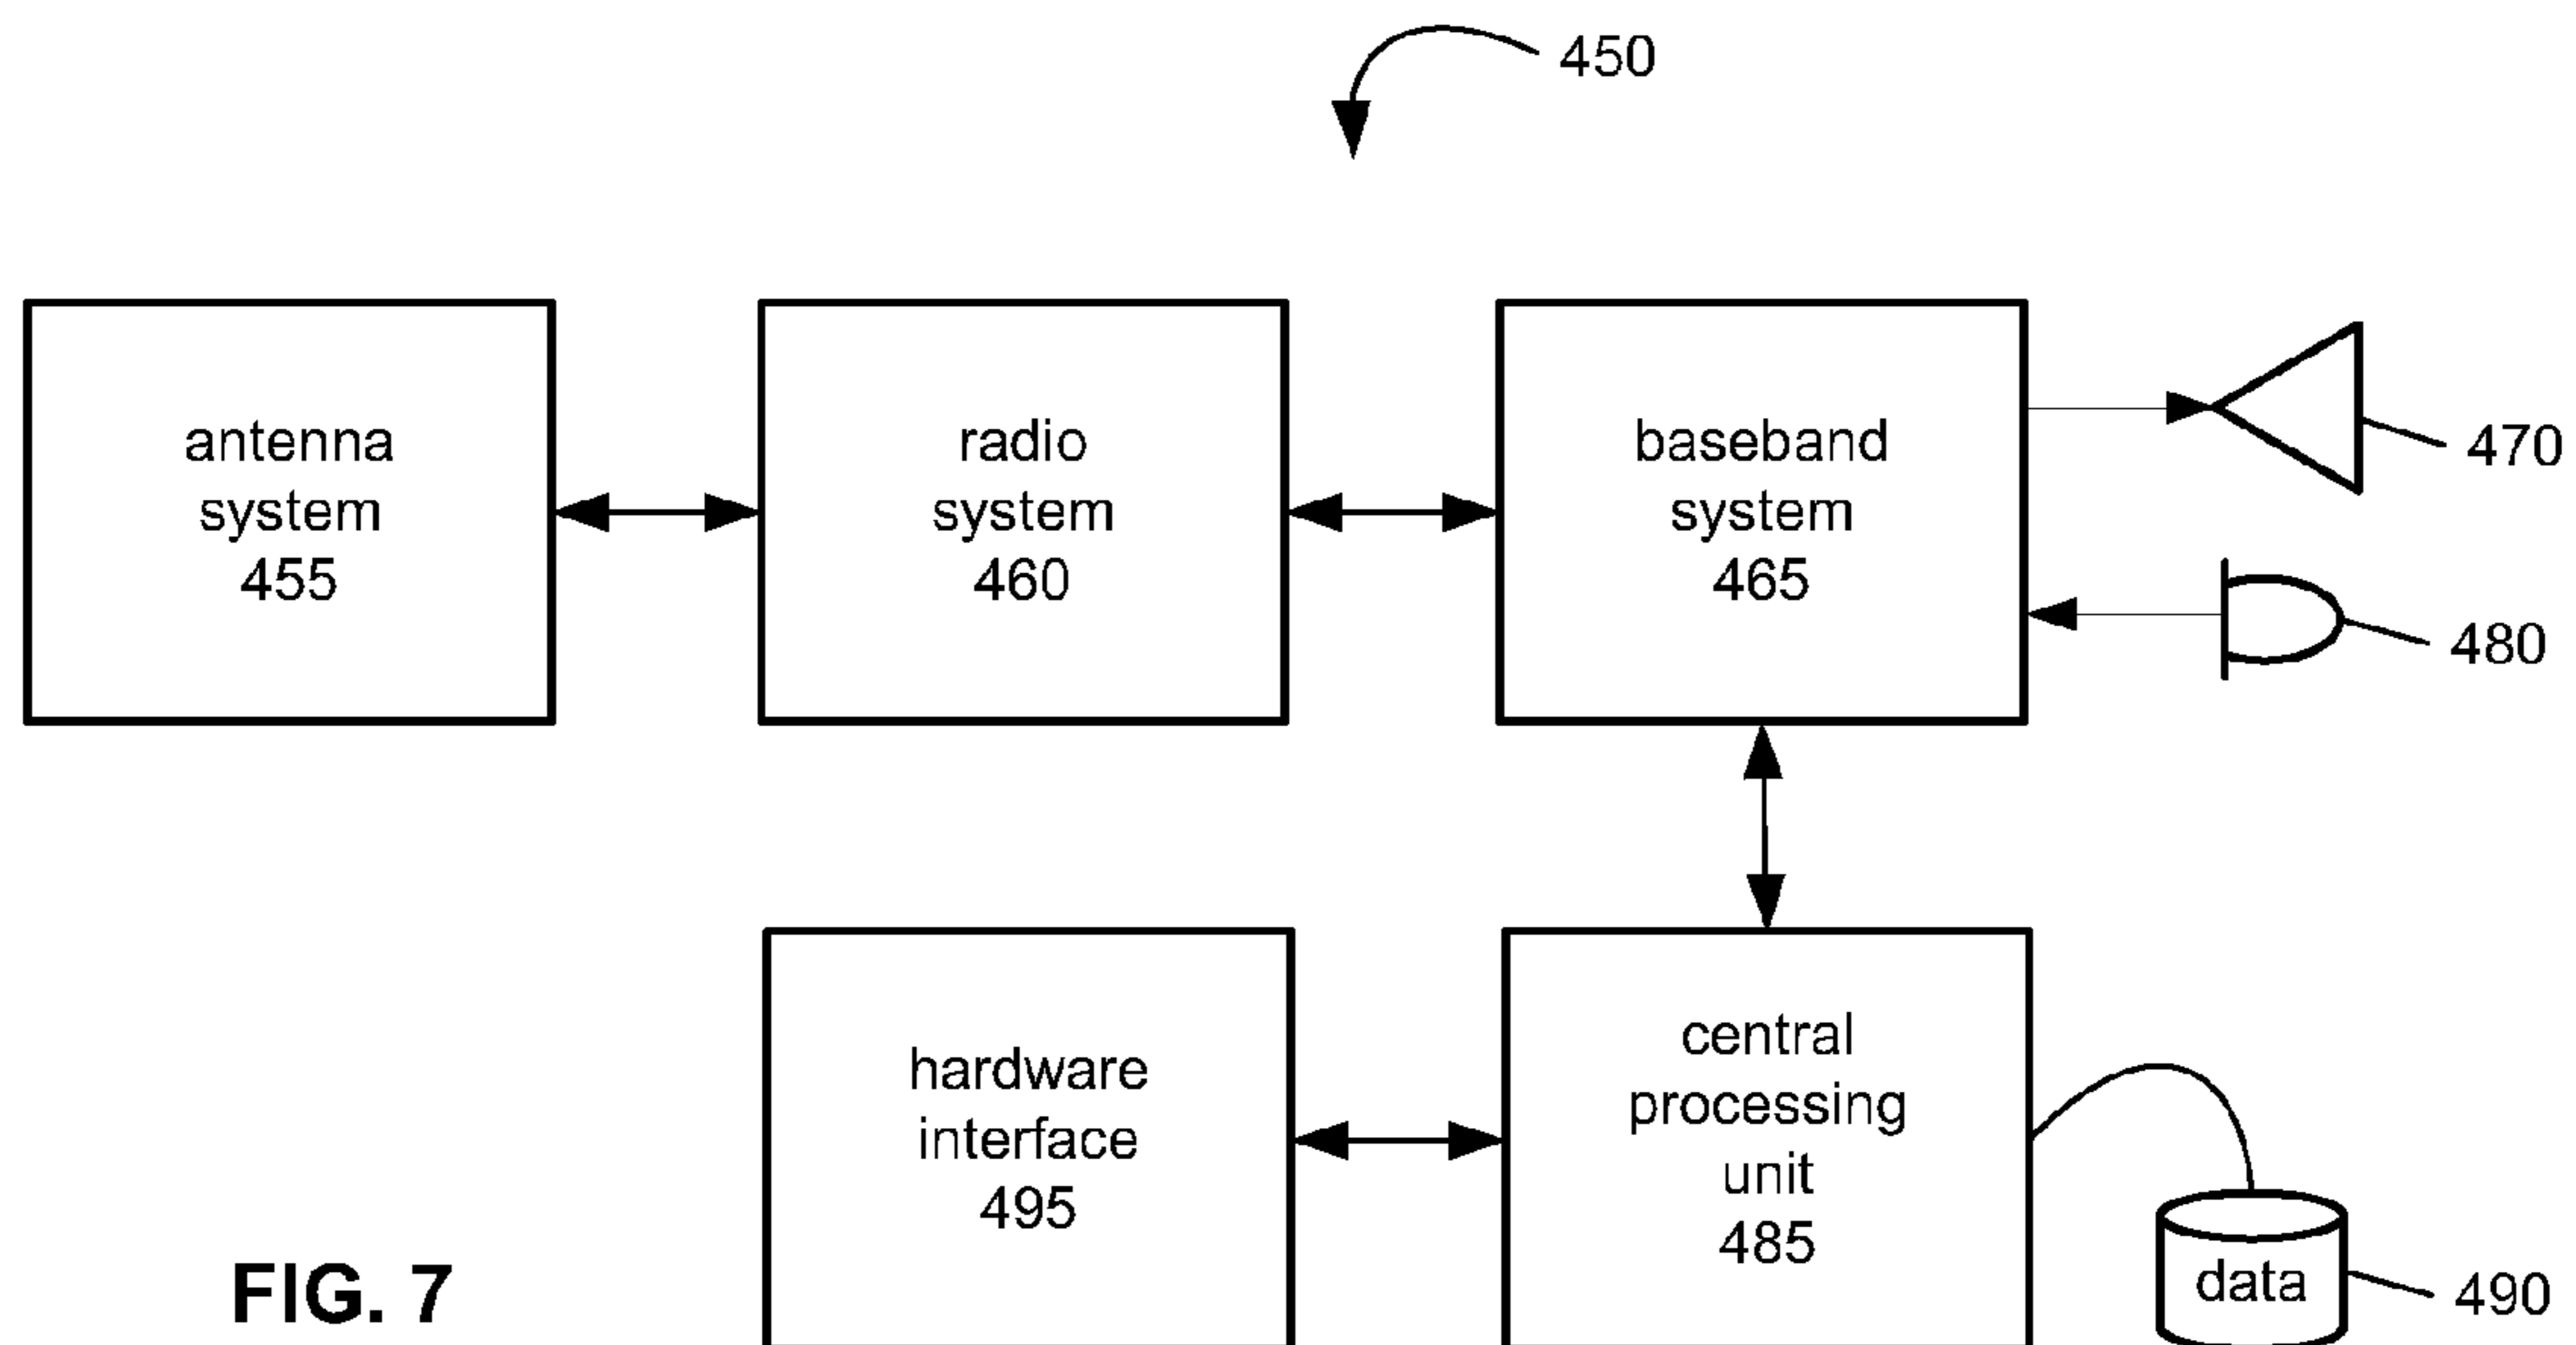 450
antenna
system
455
radio
system
460
baseband
system
465
470
480
hardware
interface
495
central
processing
unit
485
data
490
FIG. 7